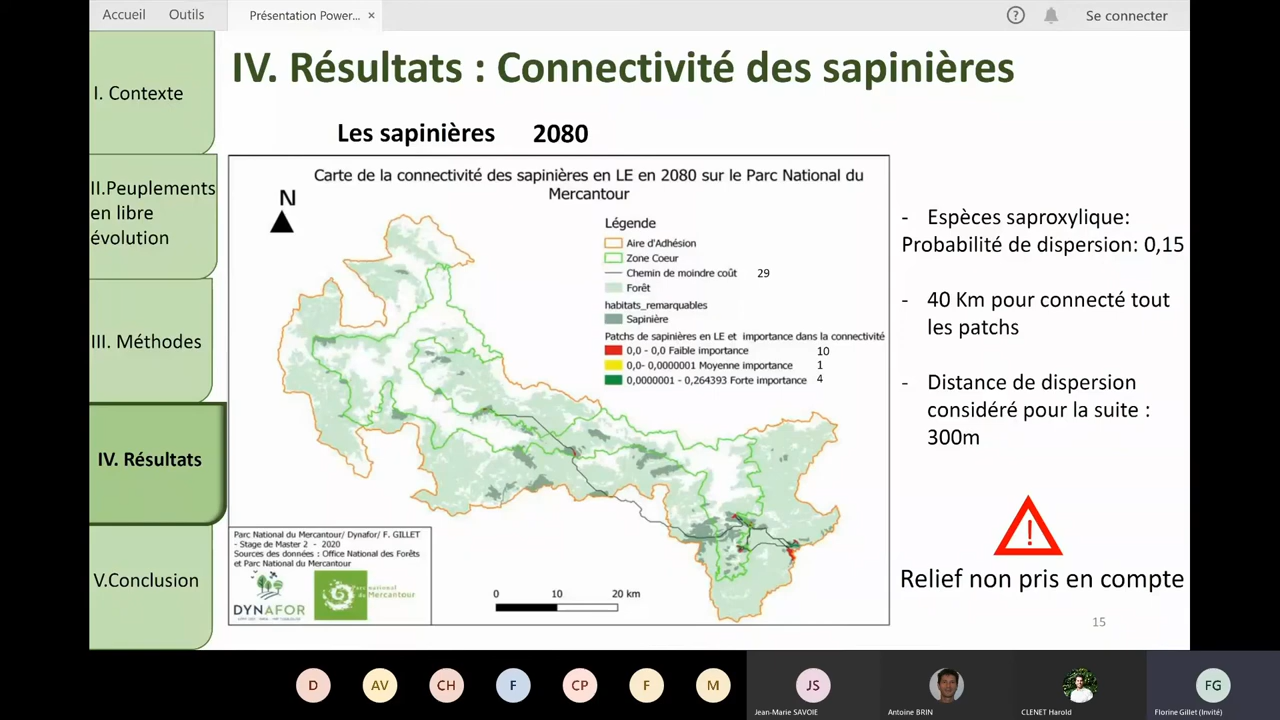 Accueil
Outils
Présentation Power...
×
?
Se connecter
I. Contexte
II.Peuplements
en libre
évolution
III. Méthodes
IV. Résultats
V.Conclusion
IV. Résultats : Connectivité des sapinières
Les sapinières 2080
Carte de la connectivité des sapinières en LE en 2080 sur le Parc National du
Mercantour
N
Légende
Aire d'Adhésion
Zone Coeur
Chemin de moindre coût 29
Forêt
habitats_remarquables
Sapinière
Patchs de sapinières en LE et importance dans la connectivité
0,0 - 0,0 Faible importance 10
0,0- 0,0000001 Moyenne importance 1
0,0000001 - 0,264393 Forte importance 4
Parc National du Mercantour/ Dynafor/ F. GILLET
- Stage de Master 2 - 2020
Sources des données : Office National des Forêts
et Parc National du Mercantour
DYNAFOR
Parc national
du Mercantour
0 10 20 km
- Espèces saproxylique:
Probabilité de dispersion: 0,15
- 40 Km pour connecté tout
les patchs
- Distance de dispersion
considéré pour la suite :
300m
!
Relief non pris en compte
15
D
AV
CH
F
CP
F
M
JS
FG
Jean-Marie SAVOIE
Antoine BRIN
CLENET Harold
Florine Gillet (Invité)